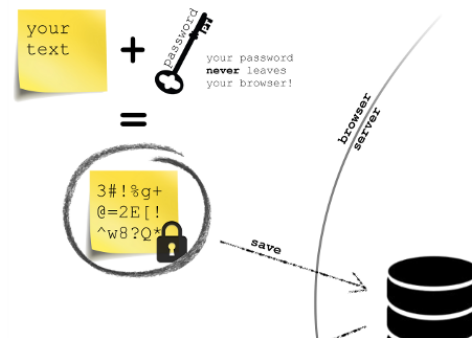 your
text
+
password
your password
never leaves
your browser!
=
3#!%g+
@=2E[!
^w8?Q*
browser
server
save